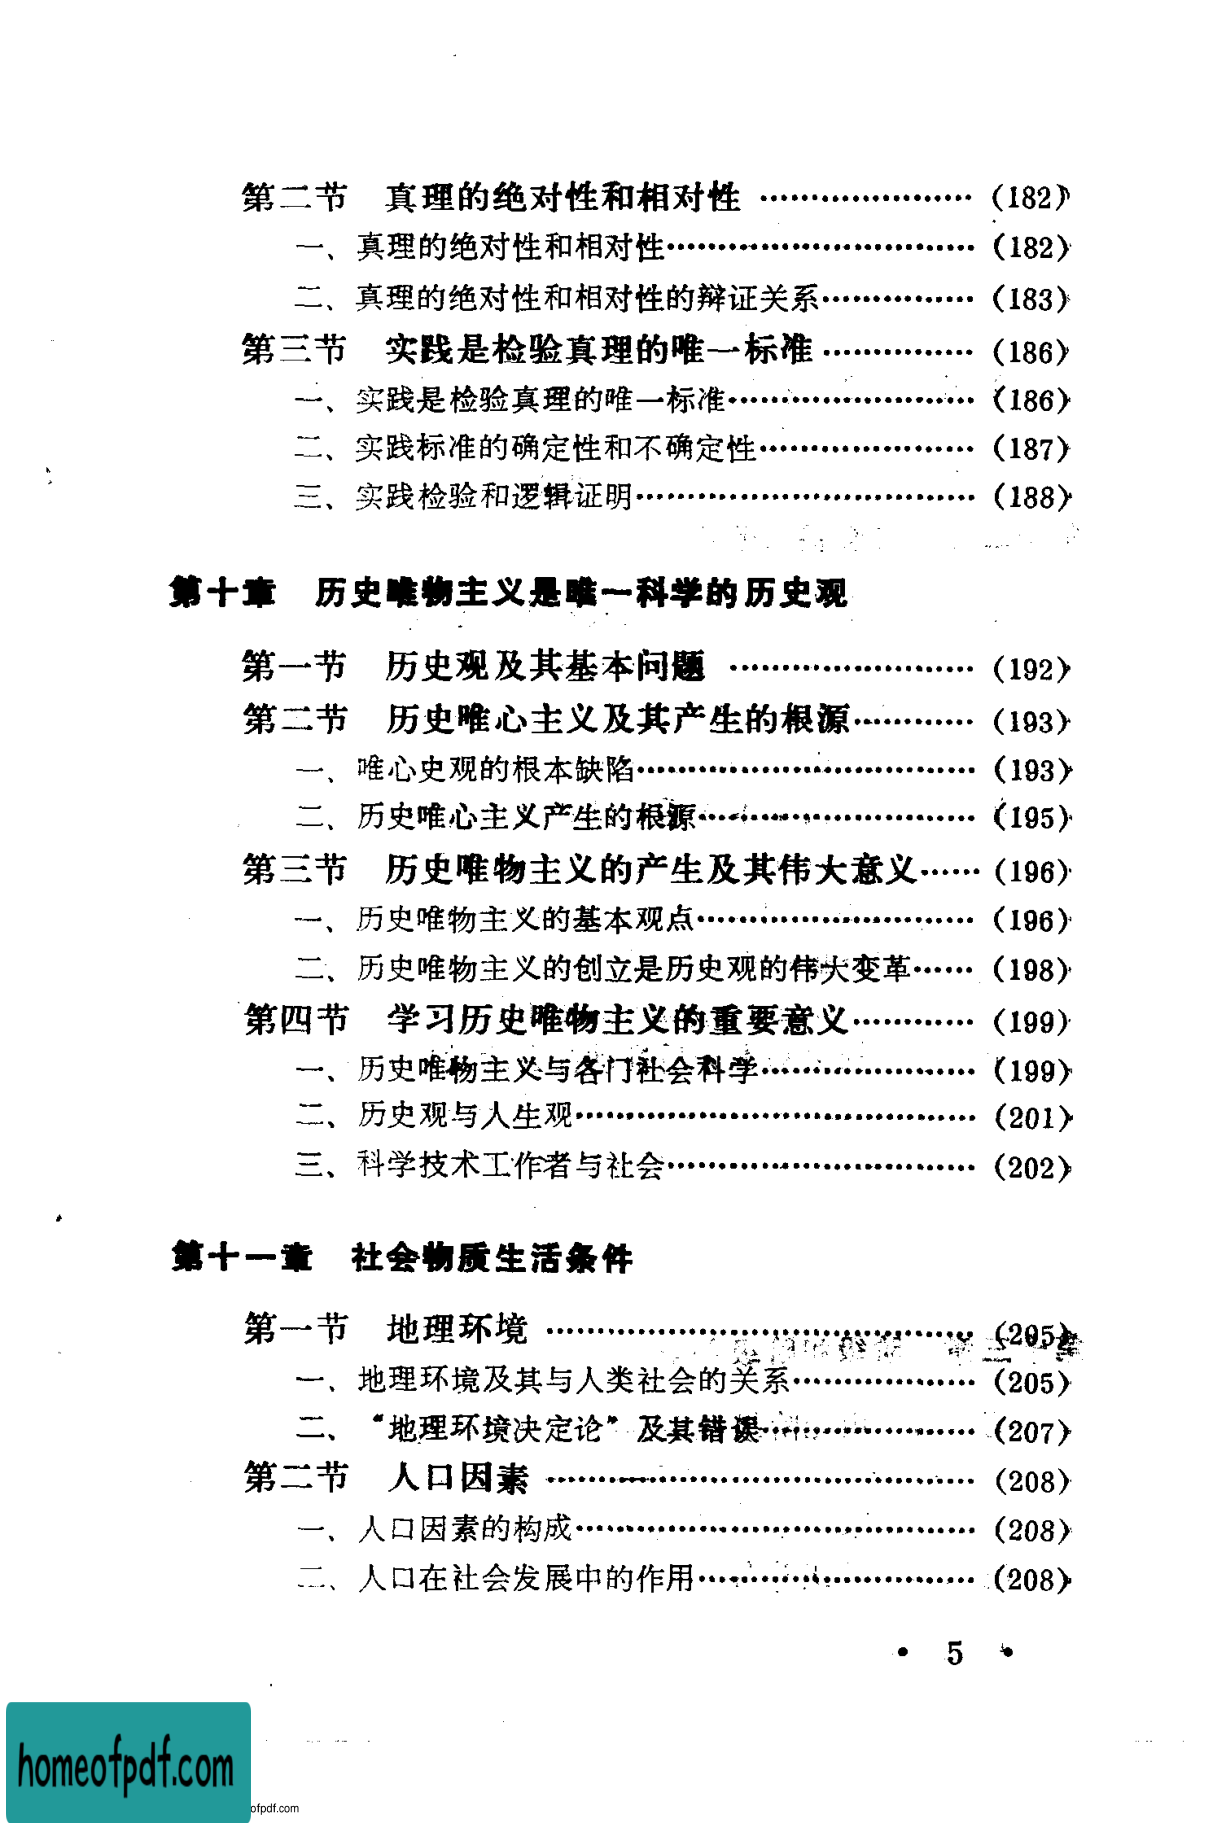 第二节　真理的绝对性和相对性 ………………… (182)
一、真理的绝对性和相对性………………………… (182)
二、真理的绝对性和相对性的辩证关系…………… (183)
第三节　实践是检验真理的唯一标准 …………… (186)
一、实践是检验真理的唯一标准…………………… (186)
二、实践标准的确定性和不确定性………………… (187)
三、实践检验和逻辑证明…………………………… (188)
第十章　历史唯物主义是唯一科学的历史观
第一节　历史观及其基本问题 …………………… (192)
第二节　历史唯心主义及其产生的根源………… (193)
一、唯心史观的根本缺陷…………………………… (193)
二、历史唯心主义产生的根源……………………… (195)
第三节　历史唯物主义的产生及其伟大意义…… (196)
一、历史唯物主义的基本观点……………………… (196)
二、历史唯物主义的创立是历史观的伟大变革…… (198)
第四节　学习历史唯物主义的重要意义………… (199)
一、历史唯物主义与各门社会科学………………… (199)
二、历史观与人生观………………………………… (201)
三、科学技术工作者与社会………………………… (202)
第十一章　社会物质生活条件
第一节　地理环境 …………………………………… (205)
一、地理环境及其与人类社会的关系……………… (205)
二、“地理环境决定论”及其错误………………… (207)
第二节　人口因素 …………………………………… (208)
一、人口因素的构成………………………………… (208)
二、人口在社会发展中的作用……………………… (208)
• 5 •
homeofpdf.com
ofpdf.com